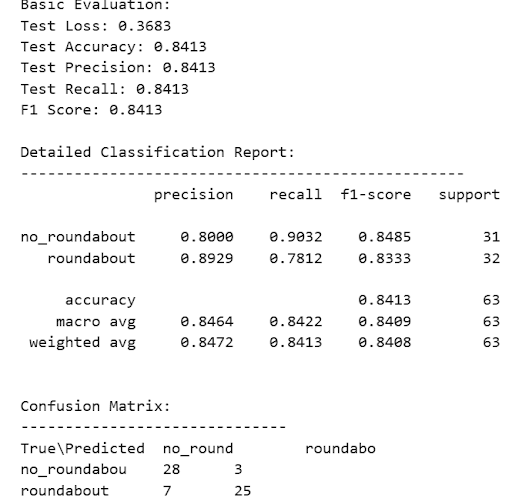 Basic Evaluation:
Test Loss: 0.3683
Test Accuracy: 0.8413
Test Precision: 0.8413
Test Recall: 0.8413
F1 Score: 0.8413
Detailed Classification Report:
--------------------------------------------------
precision recall f1-score support
no_roundabout 0.8000 0.9032 0.8485 31
roundabout 0.8929 0.7812 0.8333 32
accuracy 0.8413 63
macro avg 0.8464 0.8422 0.8409 63
weighted avg 0.8472 0.8413 0.8408 63
Confusion Matrix:
------------------------------
True\Predicted no_round roundabo
no_roundabou 28 3
roundabout 7 25